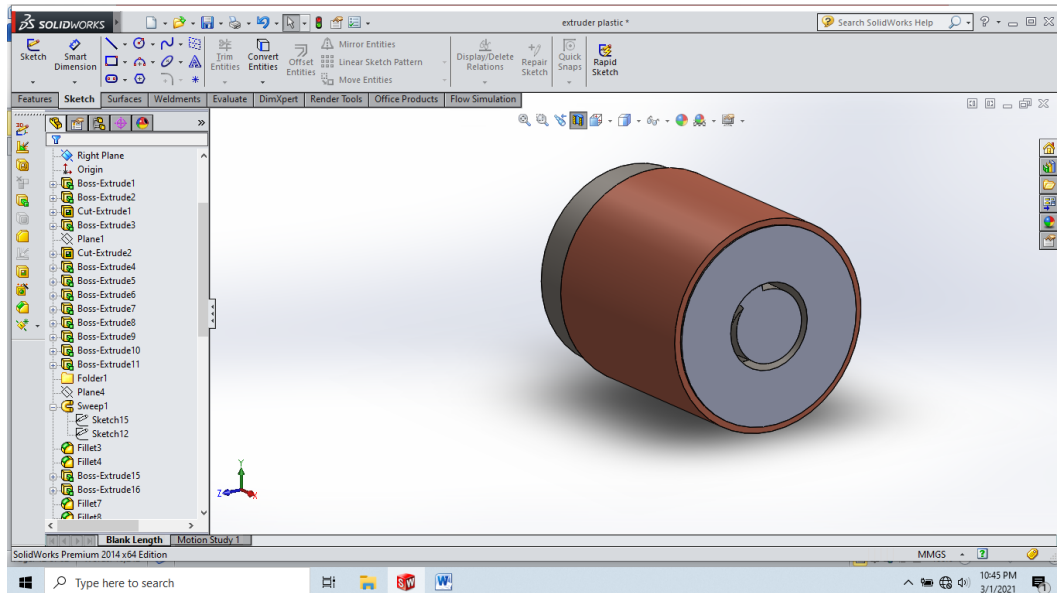 SOLIDWORKS
extruder plastic *
Search SolidWorks Help
Sketch
Smart Dimension
Trim Entities
Convert Entities
Offset Entities
Mirror Entities
Linear Sketch Pattern
Move Entities
Display/Delete Relations
Repair Sketch
Quick Snaps
Rapid Sketch
Features Sketch Surfaces Weldments Evaluate DimXpert Render Tools Office Products Flow Simulation
Right Plane
Origin
Boss-Extrude1
Boss-Extrude2
Cut-Extrude1
Boss-Extrude3
Plane1
Cut-Extrude2
Boss-Extrude4
Boss-Extrude5
Boss-Extrude6
Boss-Extrude7
Boss-Extrude8
Boss-Extrude9
Boss-Extrude10
Boss-Extrude11
Folder1
Plane4
Sweep1
Sketch15
Sketch12
Fillet3
Fillet4
Boss-Extrude15
Boss-Extrude16
Fillet7
Fillet8
Y
Z X
Blank Length Motion Study 1
SolidWorks Premium 2014 x64 Edition
MMGS
Type here to search
10:45 PM
3/1/2021